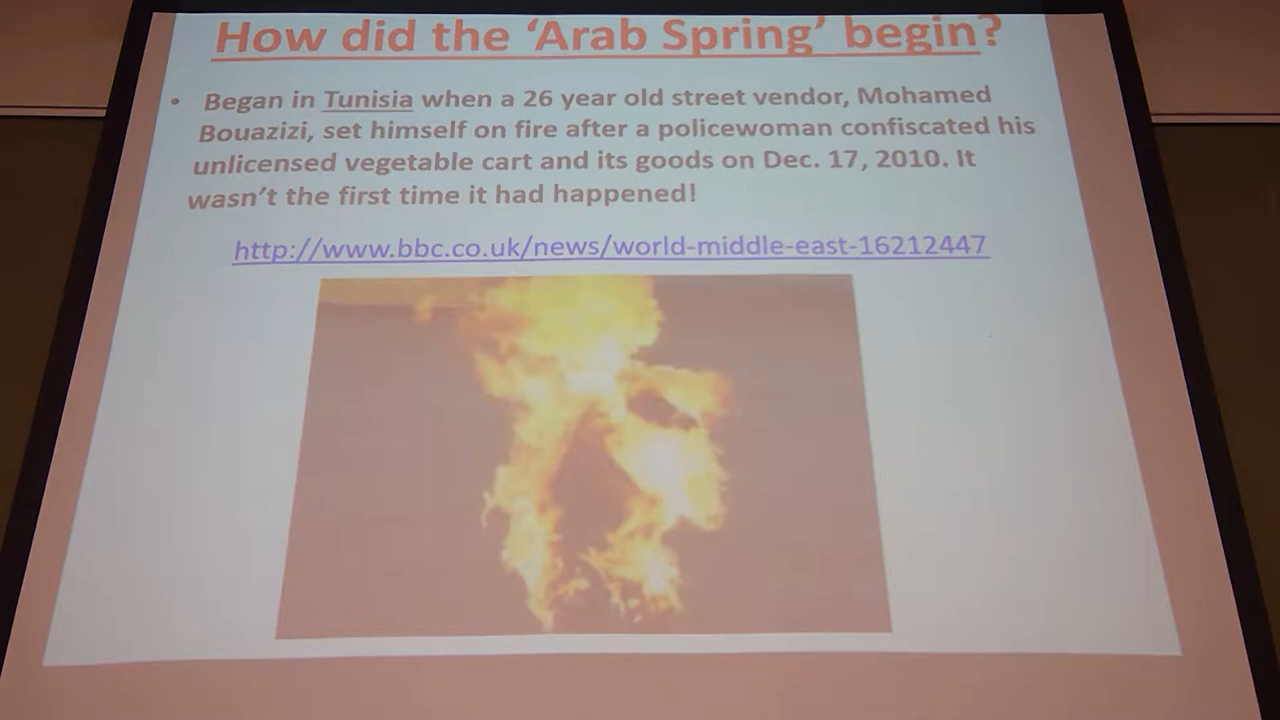 How did the ‘Arab Spring’ begin?
• Began in Tunisia when a 26 year old street vendor, Mohamed
Bouazizi, set himself on fire after a policewoman confiscated his
unlicensed vegetable cart and its goods on Dec. 17, 2010. It
wasn’t the first time it had happened!
http://www.bbc.co.uk/news/world-middle-east-16212447